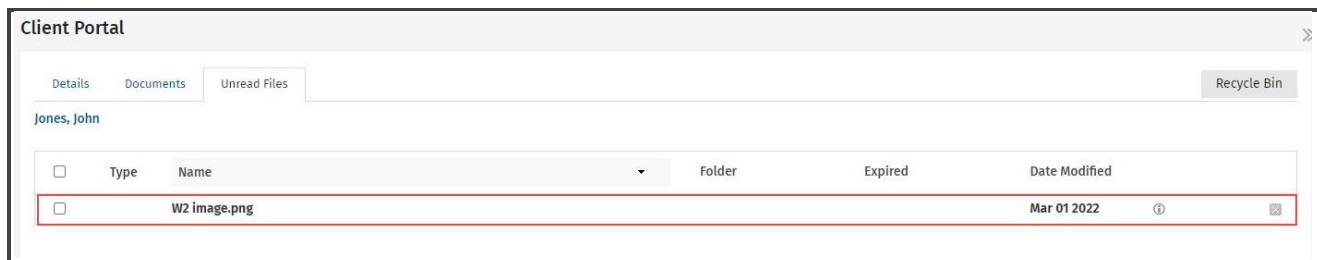 Client Portal
Details Documents Unread Files Recycle Bin
Jones, John
Type Name Folder Expired Date Modified
W2 image.png Mar 01 2022